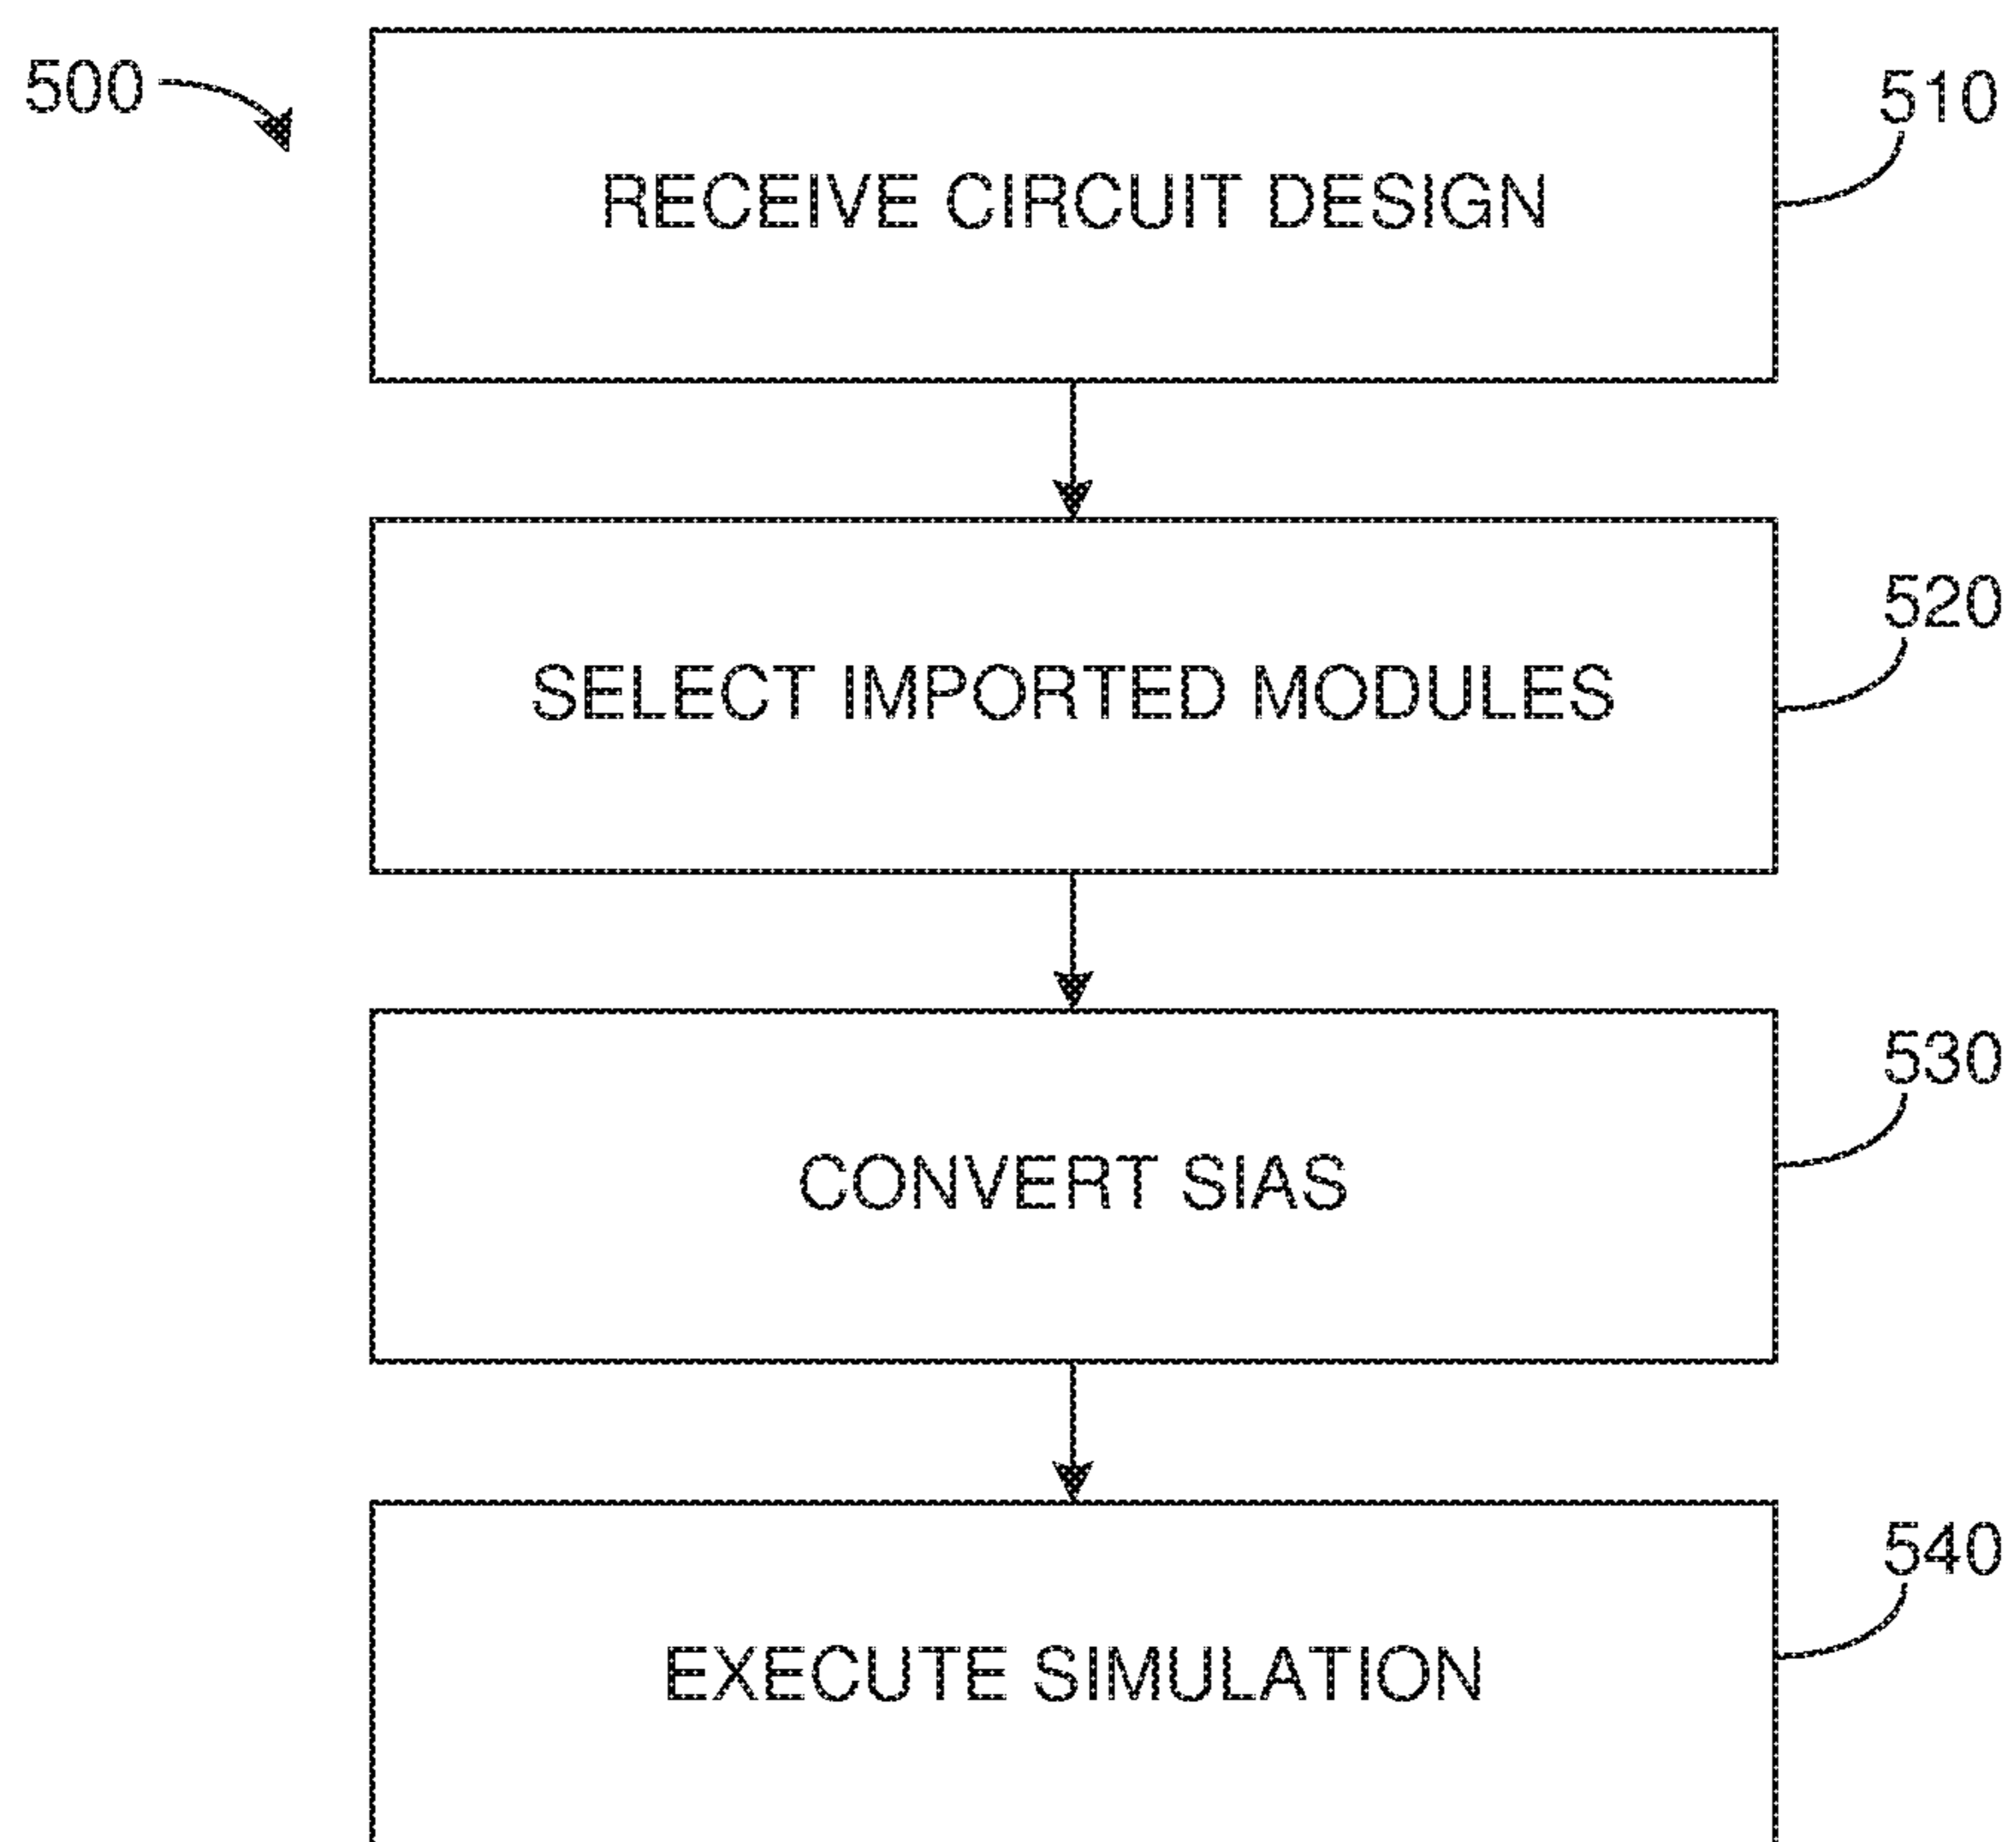 500
510
RECEIVE CIRCUIT DESIGN
520
SELECT IMPORTED MODULES
530
CONVERT SIAS
540
EXECUTE SIMULATION